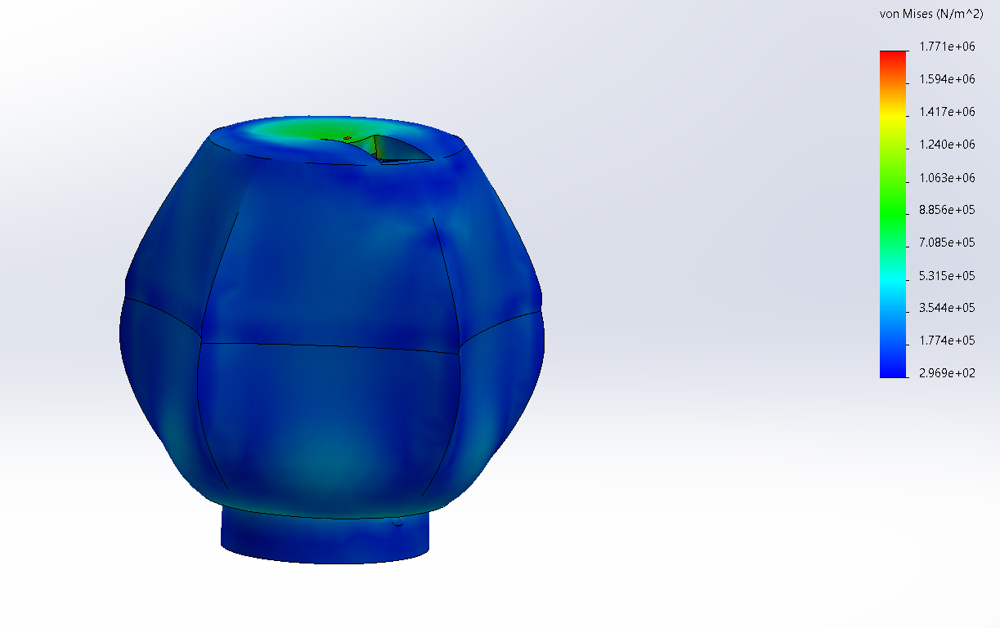 von Mises (N/m^2)
1.771e+06
1.594e+06
1.417e+06
1.240e+06
1.063e+06
8.856e+05
7.085e+05
5.315e+05
3.544e+05
1.774e+05
2.969e+02